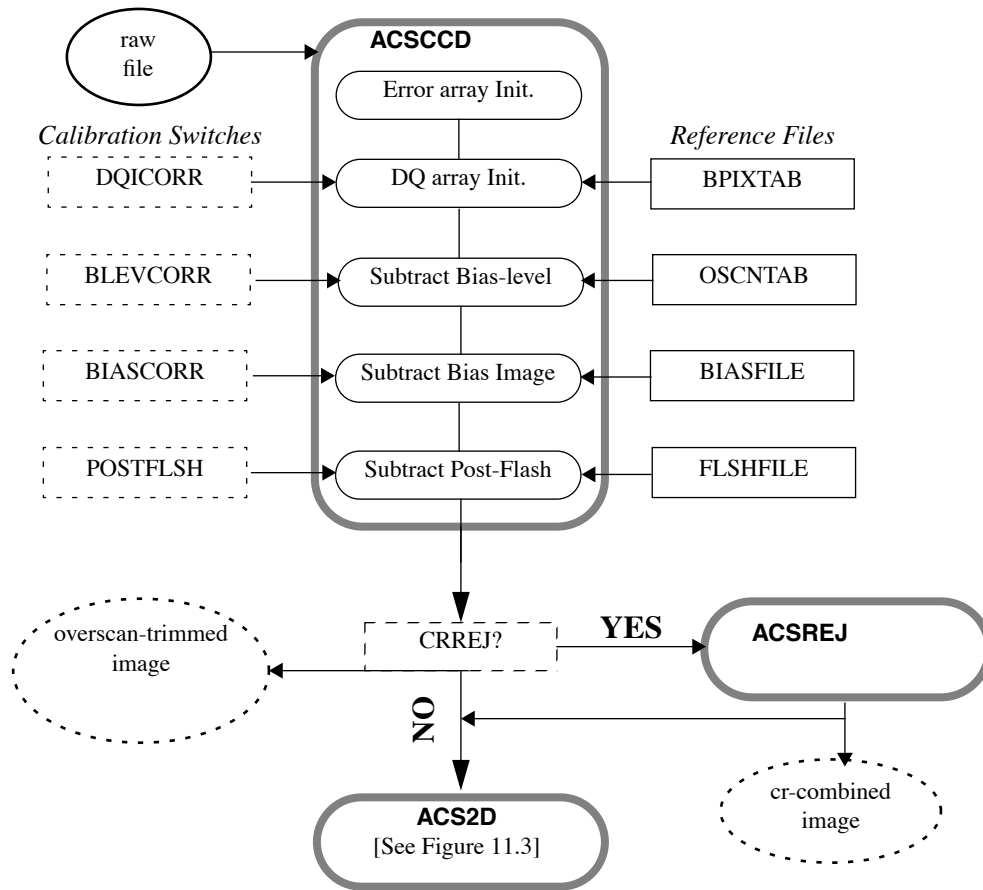 raw
file
ACSCCD
Error array Init.
Calibration Switches
Reference Files
DQICORR
DQ array Init.
BPIXTAB
BLEVCORR
Subtract Bias-level
OSCNTAB
BIASCORR
Subtract Bias Image
BIASFILE
POSTFLSH
Subtract Post-Flash
FLSHFILE
overscan-trimmed
image
CRREJ?
YES
ACSREJ
NO
cr-combined
image
ACS2D
[See Figure 11.3]